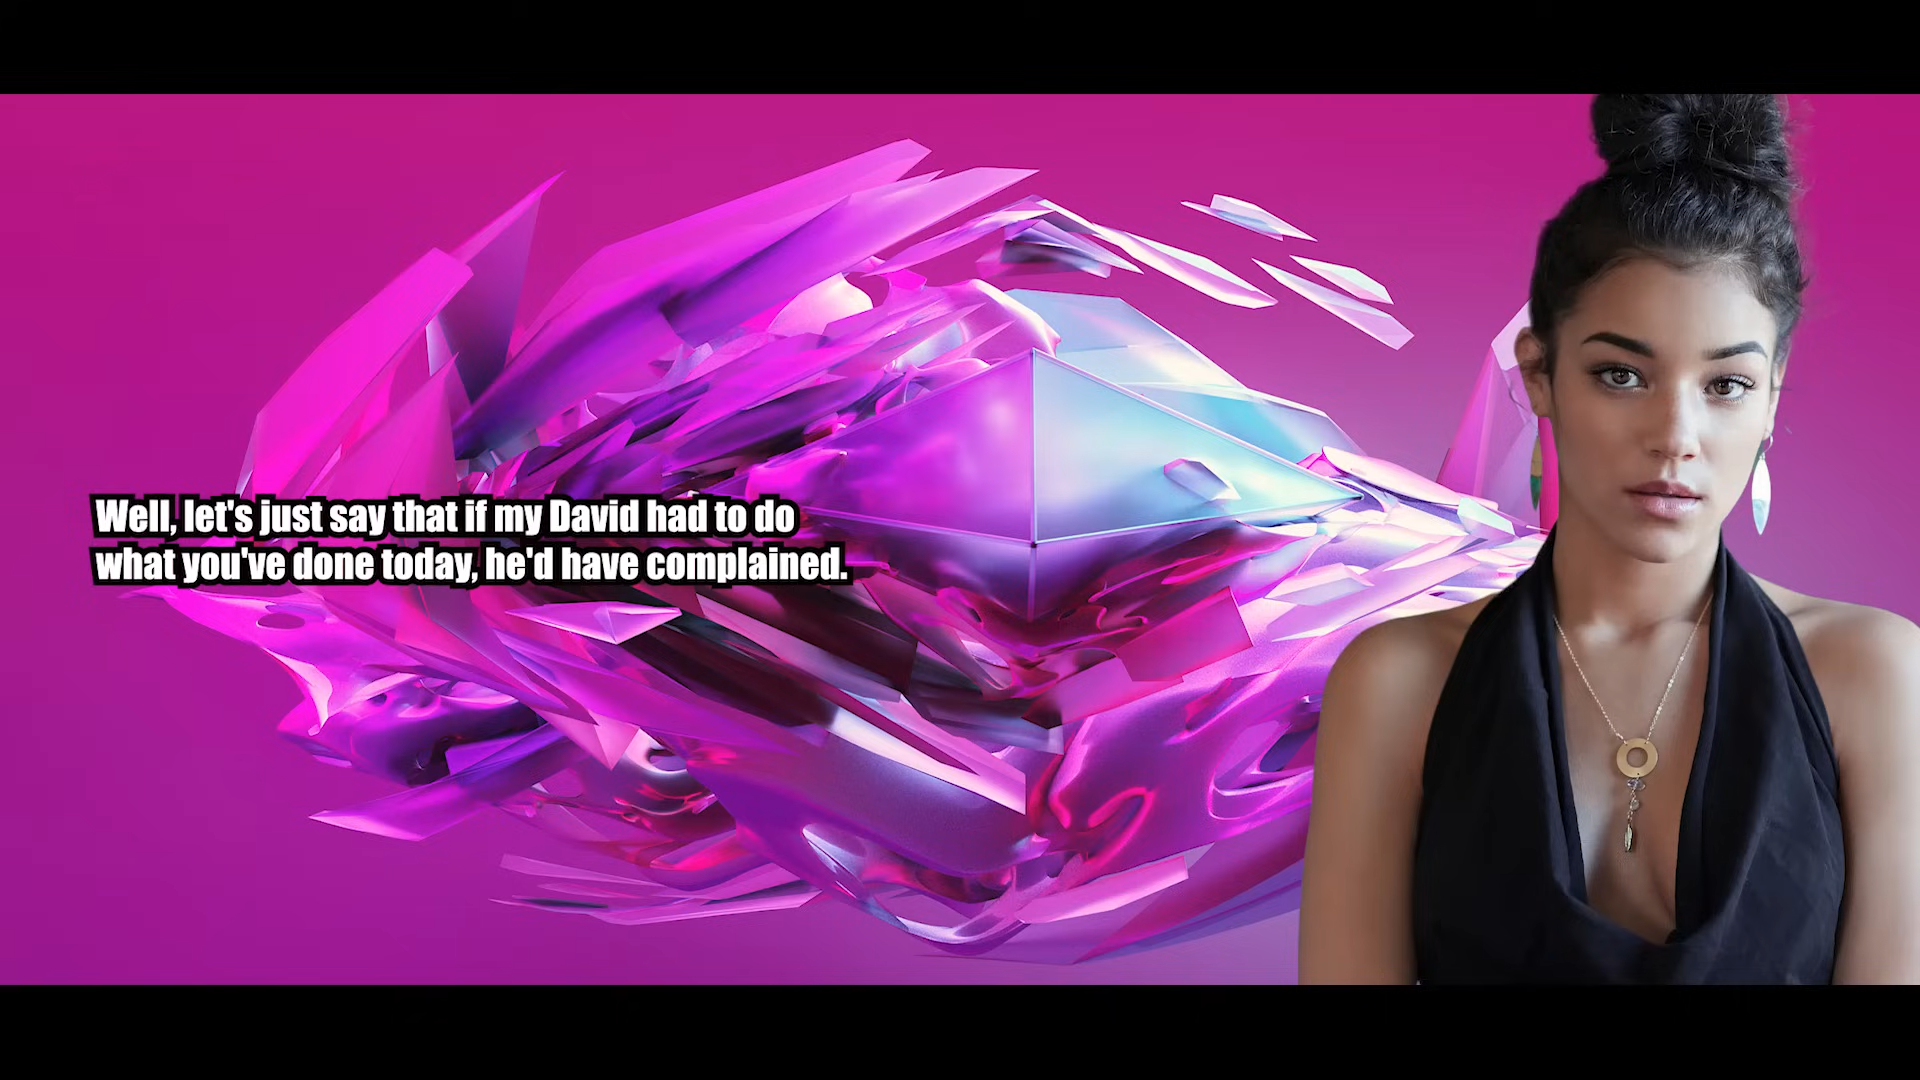 Well, let's just say that if my David had to do
what you've done today, he'd have complained.